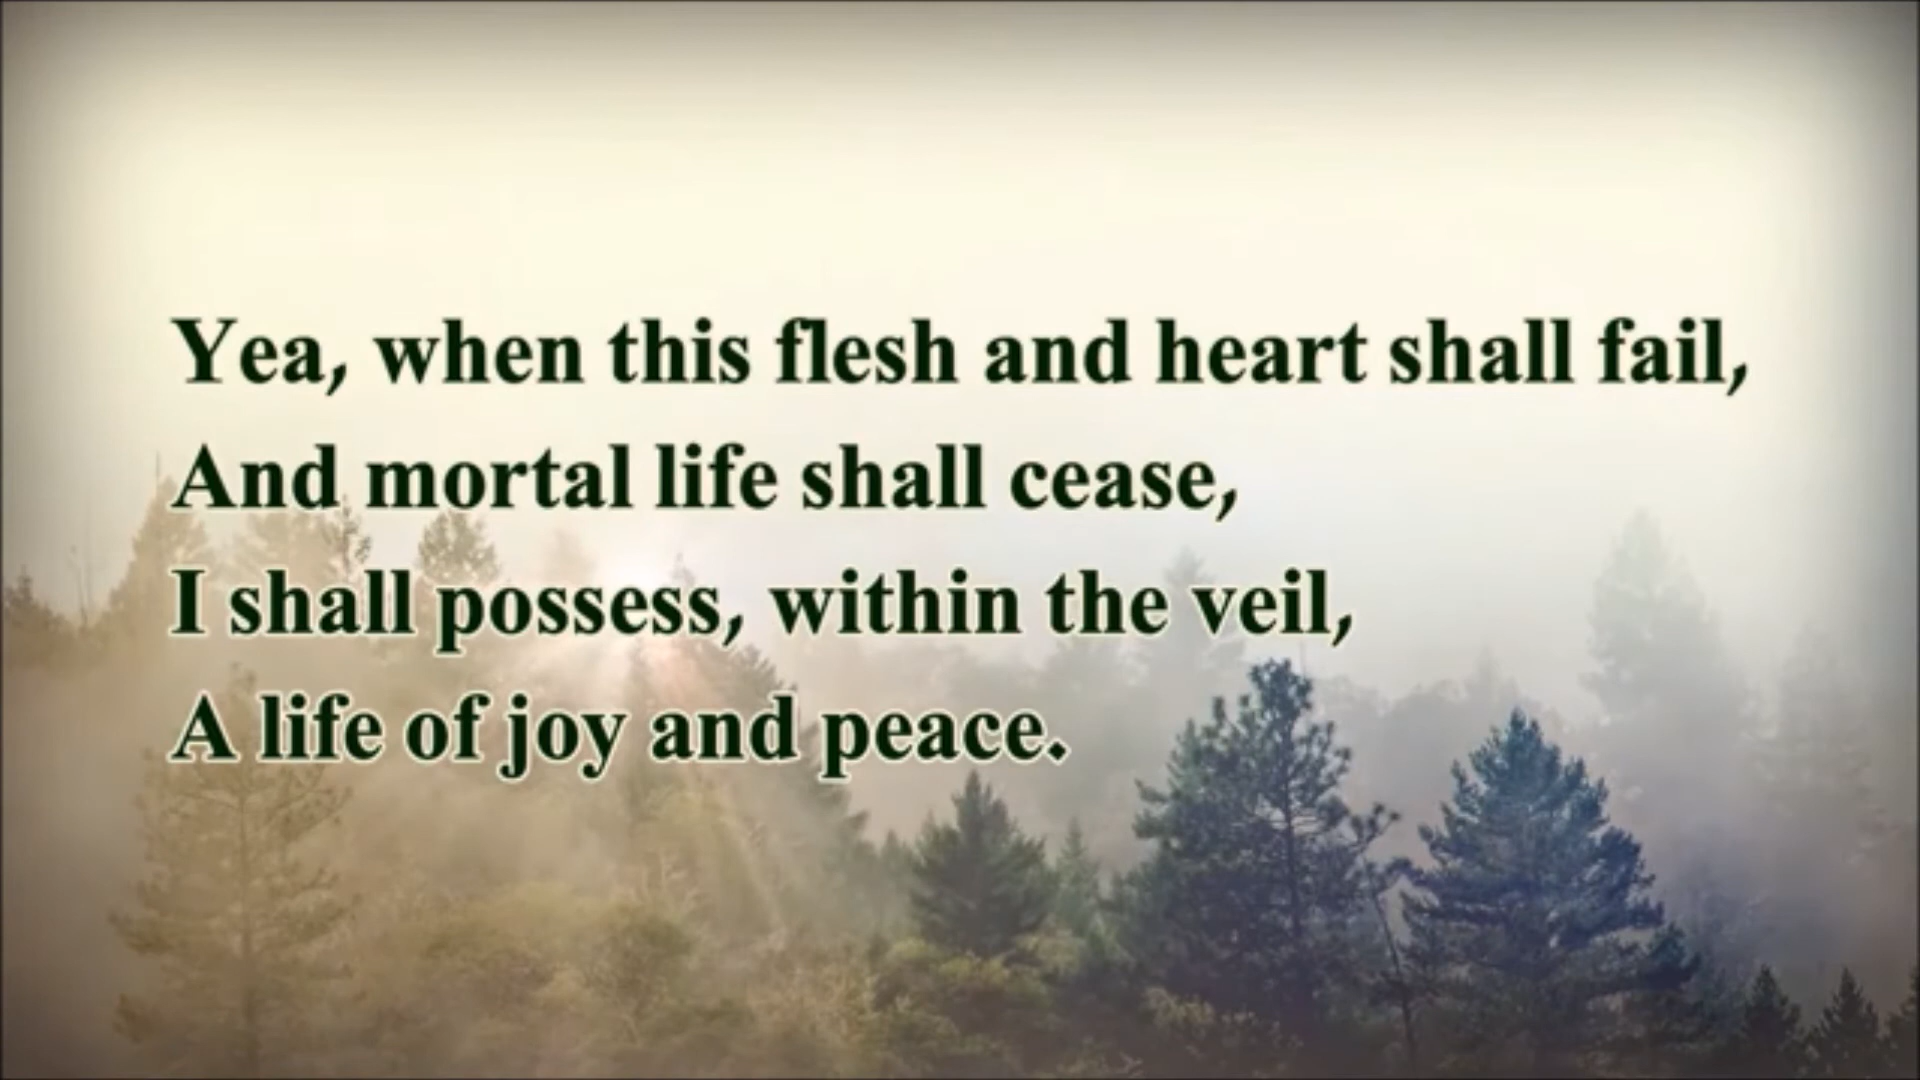 Yea, when this flesh and heart shall fail,
And mortal life shall cease,
I shall possess, within the veil,
A life of joy and peace.